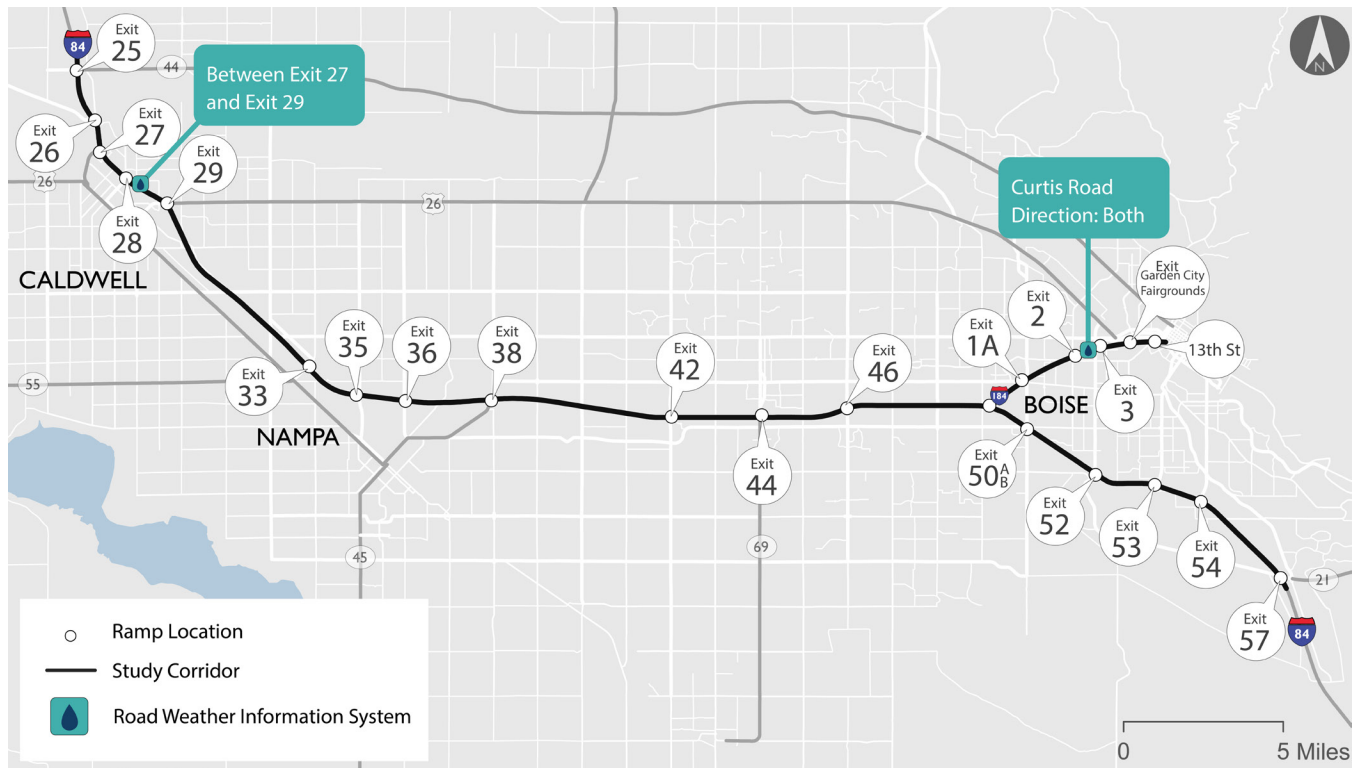 Exit
25
84
44
Between Exit 27
and Exit 29
N
Exit
26
Exit
27
Exit
29
26
26
Exit
28
CALDWELL
Curtis Road
Direction: Both
Exit
Garden City
Fairgrounds
Exit
2
Exit
1A
13th St
Exit
3
184
BOISE
Exit
35
Exit
36
Exit
38
Exit
42
Exit
46
55
Exit
33
NAMPA
Exit
44
Exit
50 A
B
Exit
52
Exit
53
Exit
54
Exit
57
45
69
21
84
Ramp Location
Study Corridor
Road Weather Information System
0 5 Miles